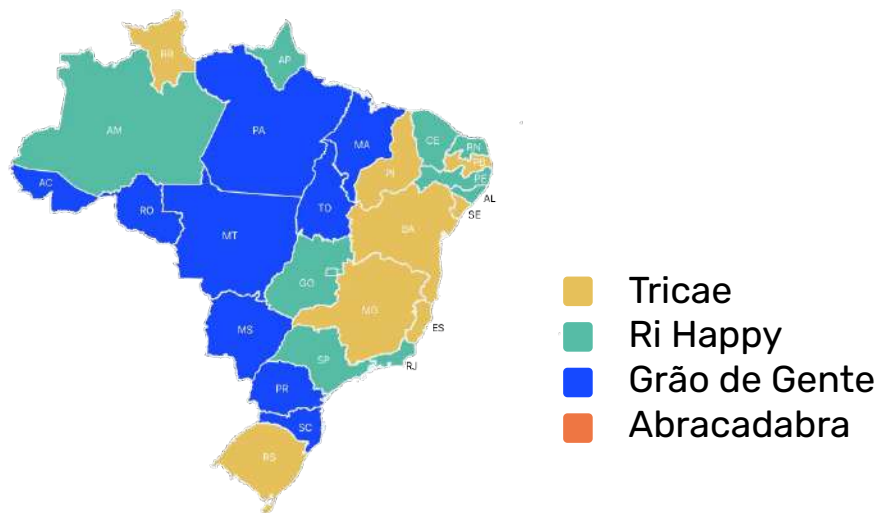 RR
AP
AM
PA
MA
CE
RN
PB
PI
PE
AC
AL
TO
SE
RO
BA
MT
GO
MG
MS
ES
SP
RJ
PR
SC
RS
Tricae
Ri Happy
Grão de Gente
Abracadabra